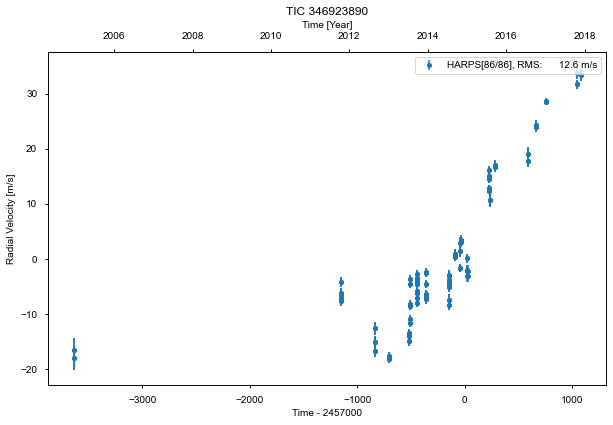 TIC 346923890
Time [Year]
2006 2008 2010 2012 2014 2016 2018
HARPS[86/86], RMS: 12.6 m/s
30
20
10
0
−10
−20
Radial Velocity [m/s]
−3000 −2000 −1000 0 1000
Time - 2457000